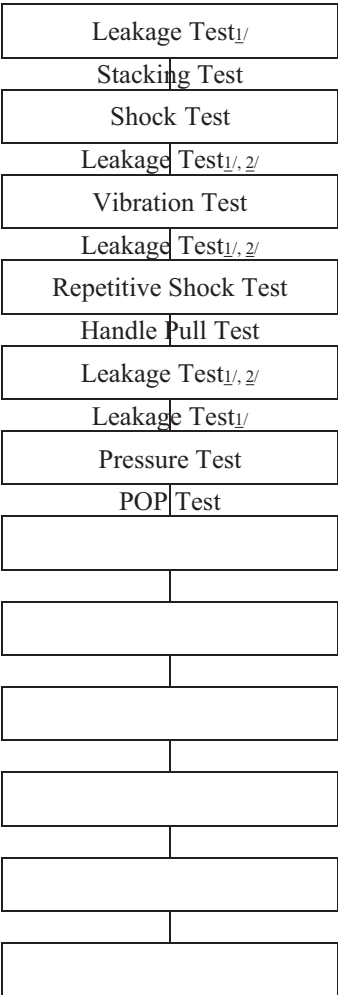 Leakage Test1/
Stacking Test
Shock Test
Leakage Test1/, 2/
Vibration Test
Leakage Test1/, 2/
Repetitive Shock Test
Handle Pull Test
Leakage Test1/, 2/
Leakage Test1/
Pressure Test
POP Test